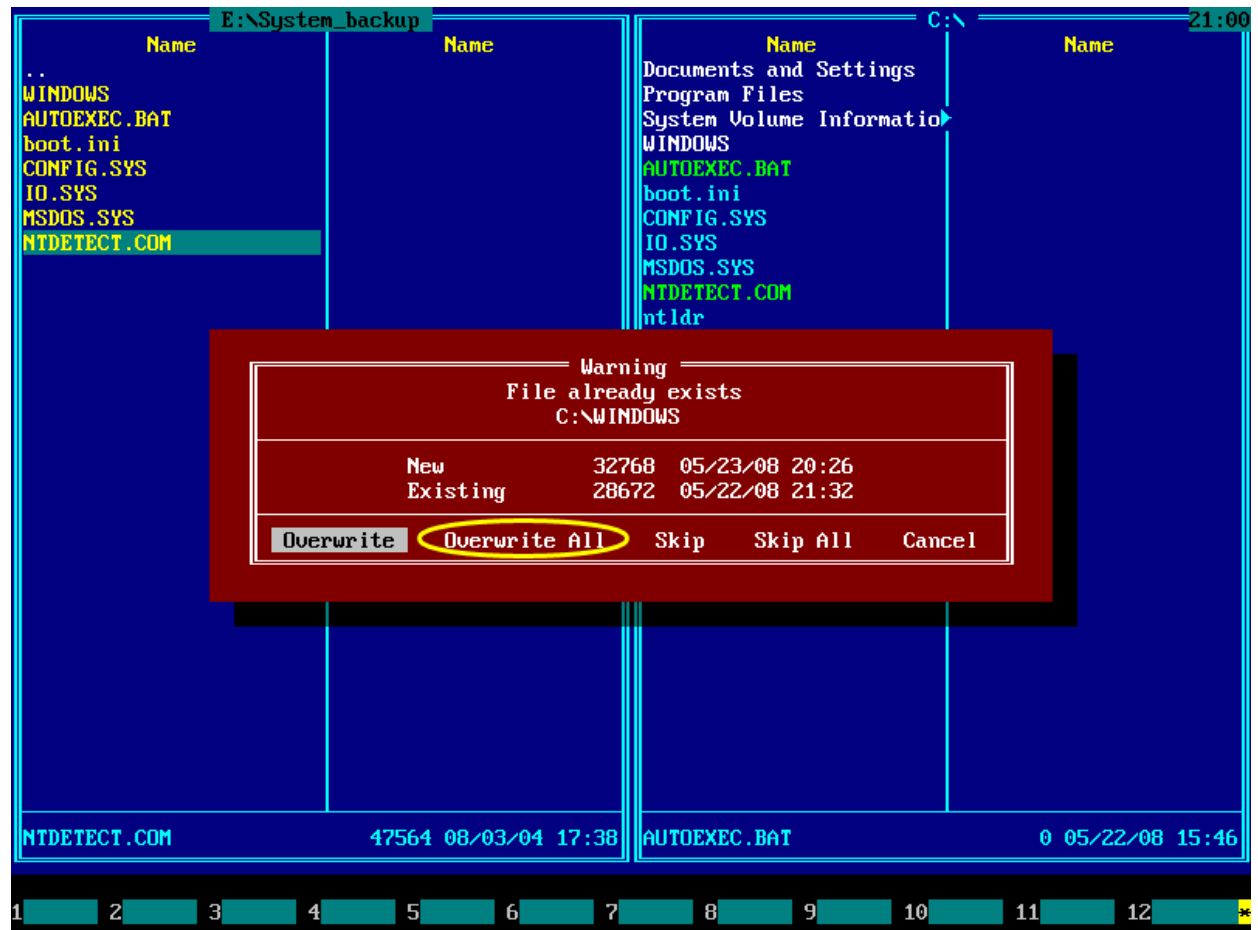 E:\System_backup
Name Name
..
WINDOWS
AUTOEXEC.BAT
boot.ini
CONFIG.SYS
IO.SYS
MSDOS.SYS
NTDETECT.COM
NTDETECT.COM 47564 08/03/04 17:38
C:\ 21:00
Name Name
Documents and Settings
Program Files
System Volume Informatio
WINDOWS
AUTOEXEC.BAT
boot.ini
CONFIG.SYS
IO.SYS
MSDOS.SYS
NTDETECT.COM
ntldr
AUTOEXEC.BAT 0 05/22/08 15:46
Warning
File already exists
C:\WINDOWS
New 32768 05/23/08 20:26
Existing 28672 05/22/08 21:32
Overwrite Overwrite All Skip Skip All Cancel
1 2 3 4 5 6 7 8 9 10 11 12 *